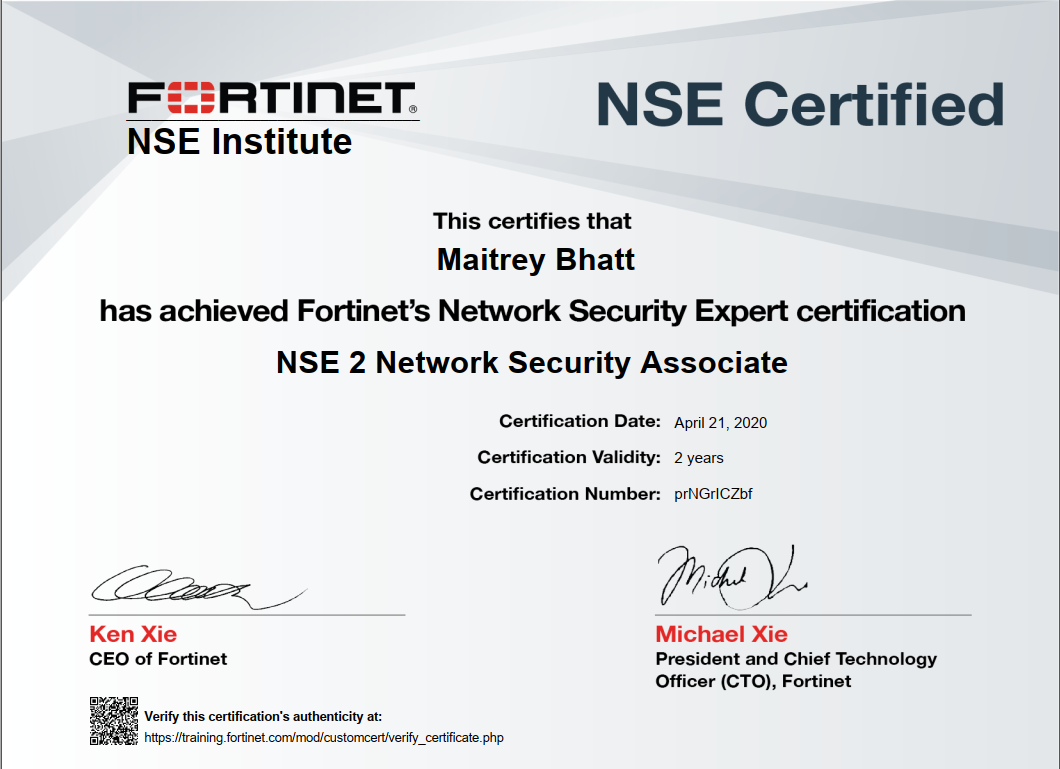 FORTINET®
NSE Institute
NSE Certified
This certifies that
Maitrey Bhatt
has achieved Fortinet's Network Security Expert certification
NSE 2 Network Security Associate
Certification Date: April 21, 2020
Certification Validity: 2 years
Certification Number: prNGrICZbf
Michael
Ken Xie
CEO of Fortinet
Michael Xie
President and Chief Technology
Officer (CTO), Fortinet
Verify this certification's authenticity at:
https://training.fortinet.com/mod/customcert/verify_certificate.php